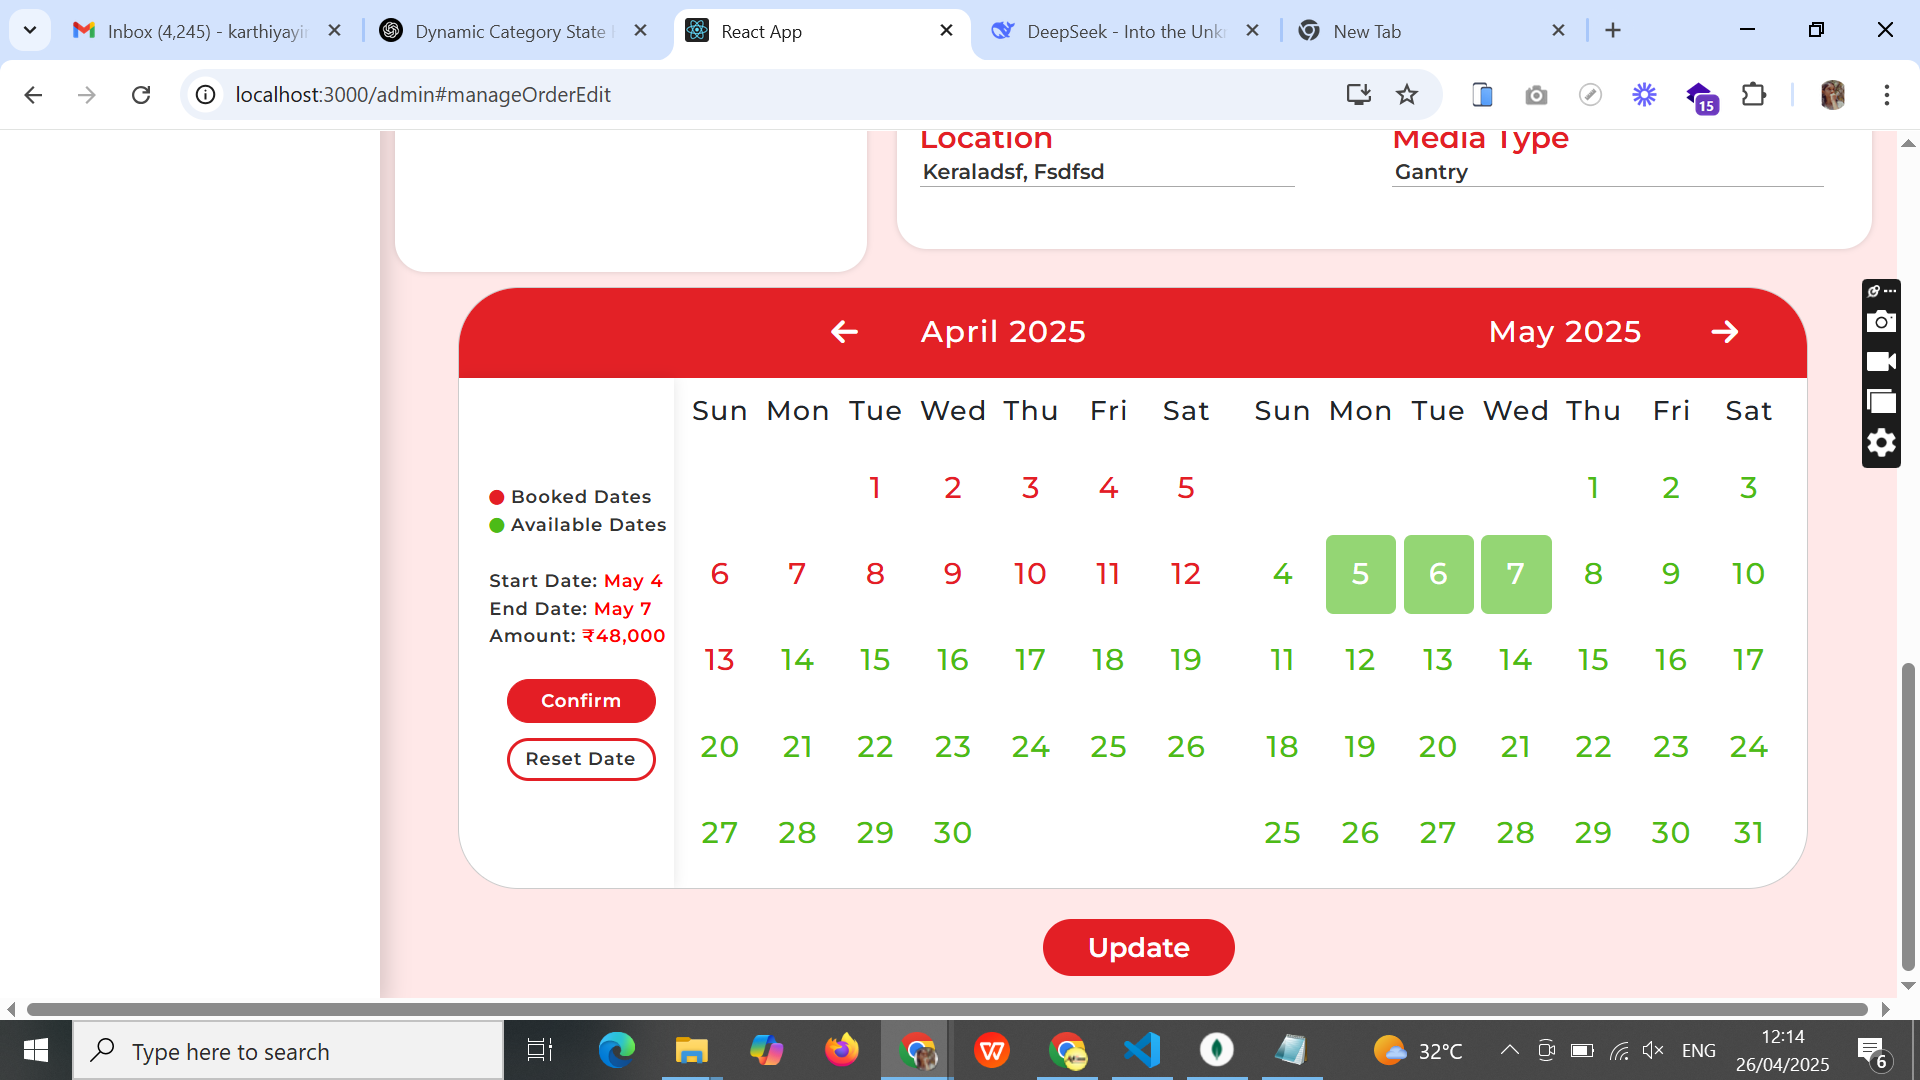 Inbox (4,245) - karthiyayin
Dynamic Category State
React App
DeepSeek - Into the Unk
New Tab
localhost:3000/admin#manageOrderEdit
15
Location
Media Type
Keraladsf, Fsdfsd
Gantry
April 2025
May 2025
Sun Mon Tue Wed Thu Fri Sat Sun Mon Tue Wed Thu Fri Sat
1 2 3 4 5 1 2 3
Booked Dates
Available Dates
6 7 8 9 10 11 12 4 5 6 7 8 9 10
Start Date: May 4
End Date: May 7
Amount: ₹48,000
13 14 15 16 17 18 19 11 12 13 14 15 16 17
Confirm
20 21 22 23 24 25 26 18 19 20 21 22 23 24
Reset Date
27 28 29 30 25 26 27 28 29 30 31
Update
Type here to search
32°C
ENG
12:14
26/04/2025
6